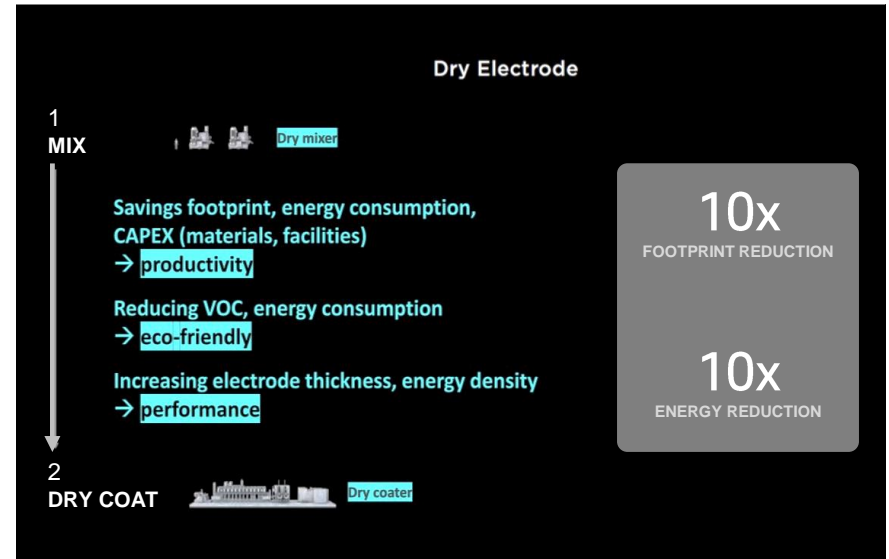 Dry Electrode
1
MIX
Dry mixer
Savings footprint, energy consumption,
CAPEX (materials, facilities)
→ productivity
Reducing VOC, energy consumption
→ eco-friendly
Increasing electrode thickness, energy density
→ performance
10x
FOOTPRINT REDUCTION
10x
ENERGY REDUCTION
2
DRY COAT
Dry coater